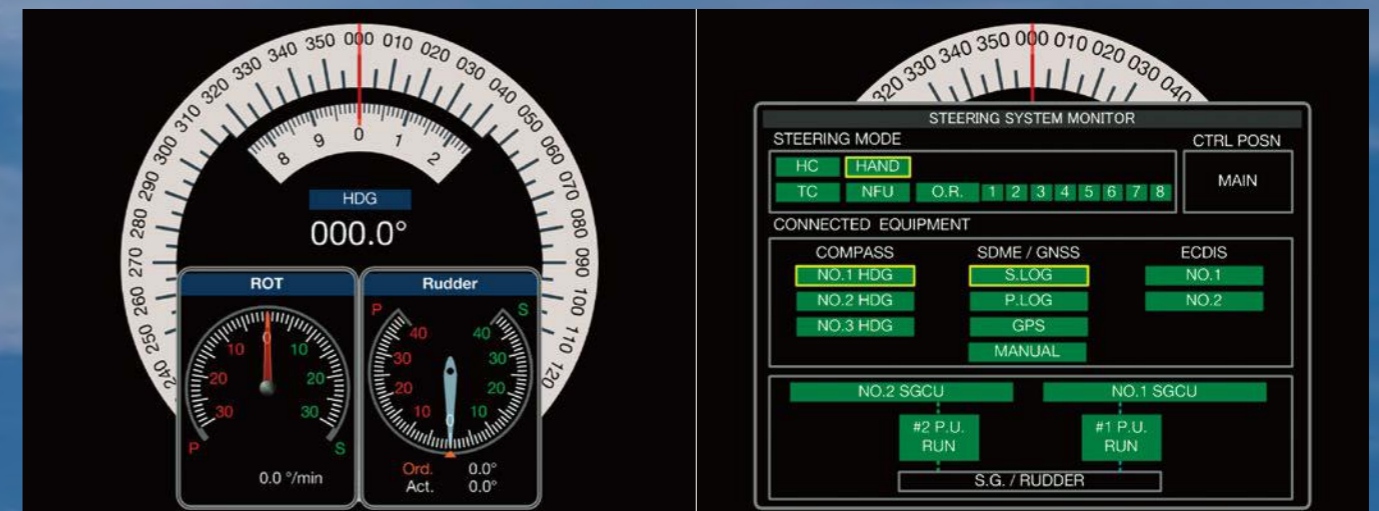 340 350 000 010 020
330 030
320 040
310 050
300 060
290 070
280 080
270 090
260 100
250 110
240 120
8 9 0 1 2
HDG
000.0°
ROT
0
10 10
20 20
30 30
P S
0.0 °/min
Rudder
P S
40 40
30 30
20 20
10 10
0
Ord. 0.0°
Act. 0.0°
320 330 340 350 000 010 020 030 040
STEERING SYSTEM MONITOR
STEERING MODE
HC HAND
TC NFU O.R. 1 2 3 4 5 6 7 8
CTRL POSN
MAIN
CONNECTED EQUIPMENT
COMPASS SDME / GNSS ECDIS
NO.1 HDG S.LOG NO.1
NO.2 HDG P.LOG NO.2
NO.3 HDG GPS
MANUAL
NO.2 SGCU NO.1 SGCU
#2 P.U. #1 P.U.
RUN RUN
S.G. / RUDDER